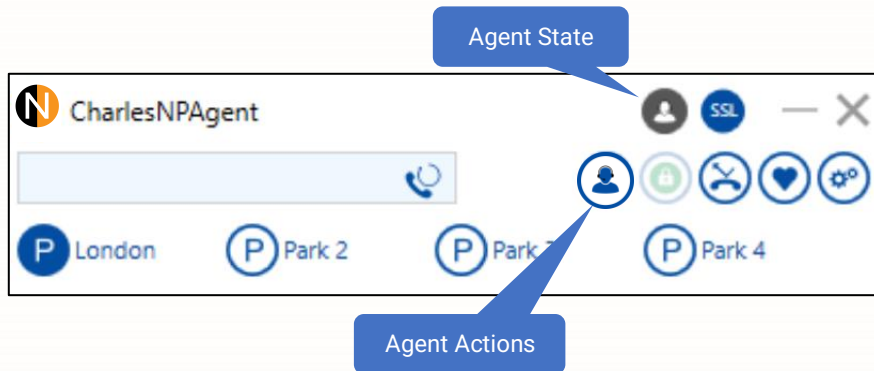 Agent State
N CharlesNPAgent SSL
P London P Park 2 P Park P Park 4
Agent Actions